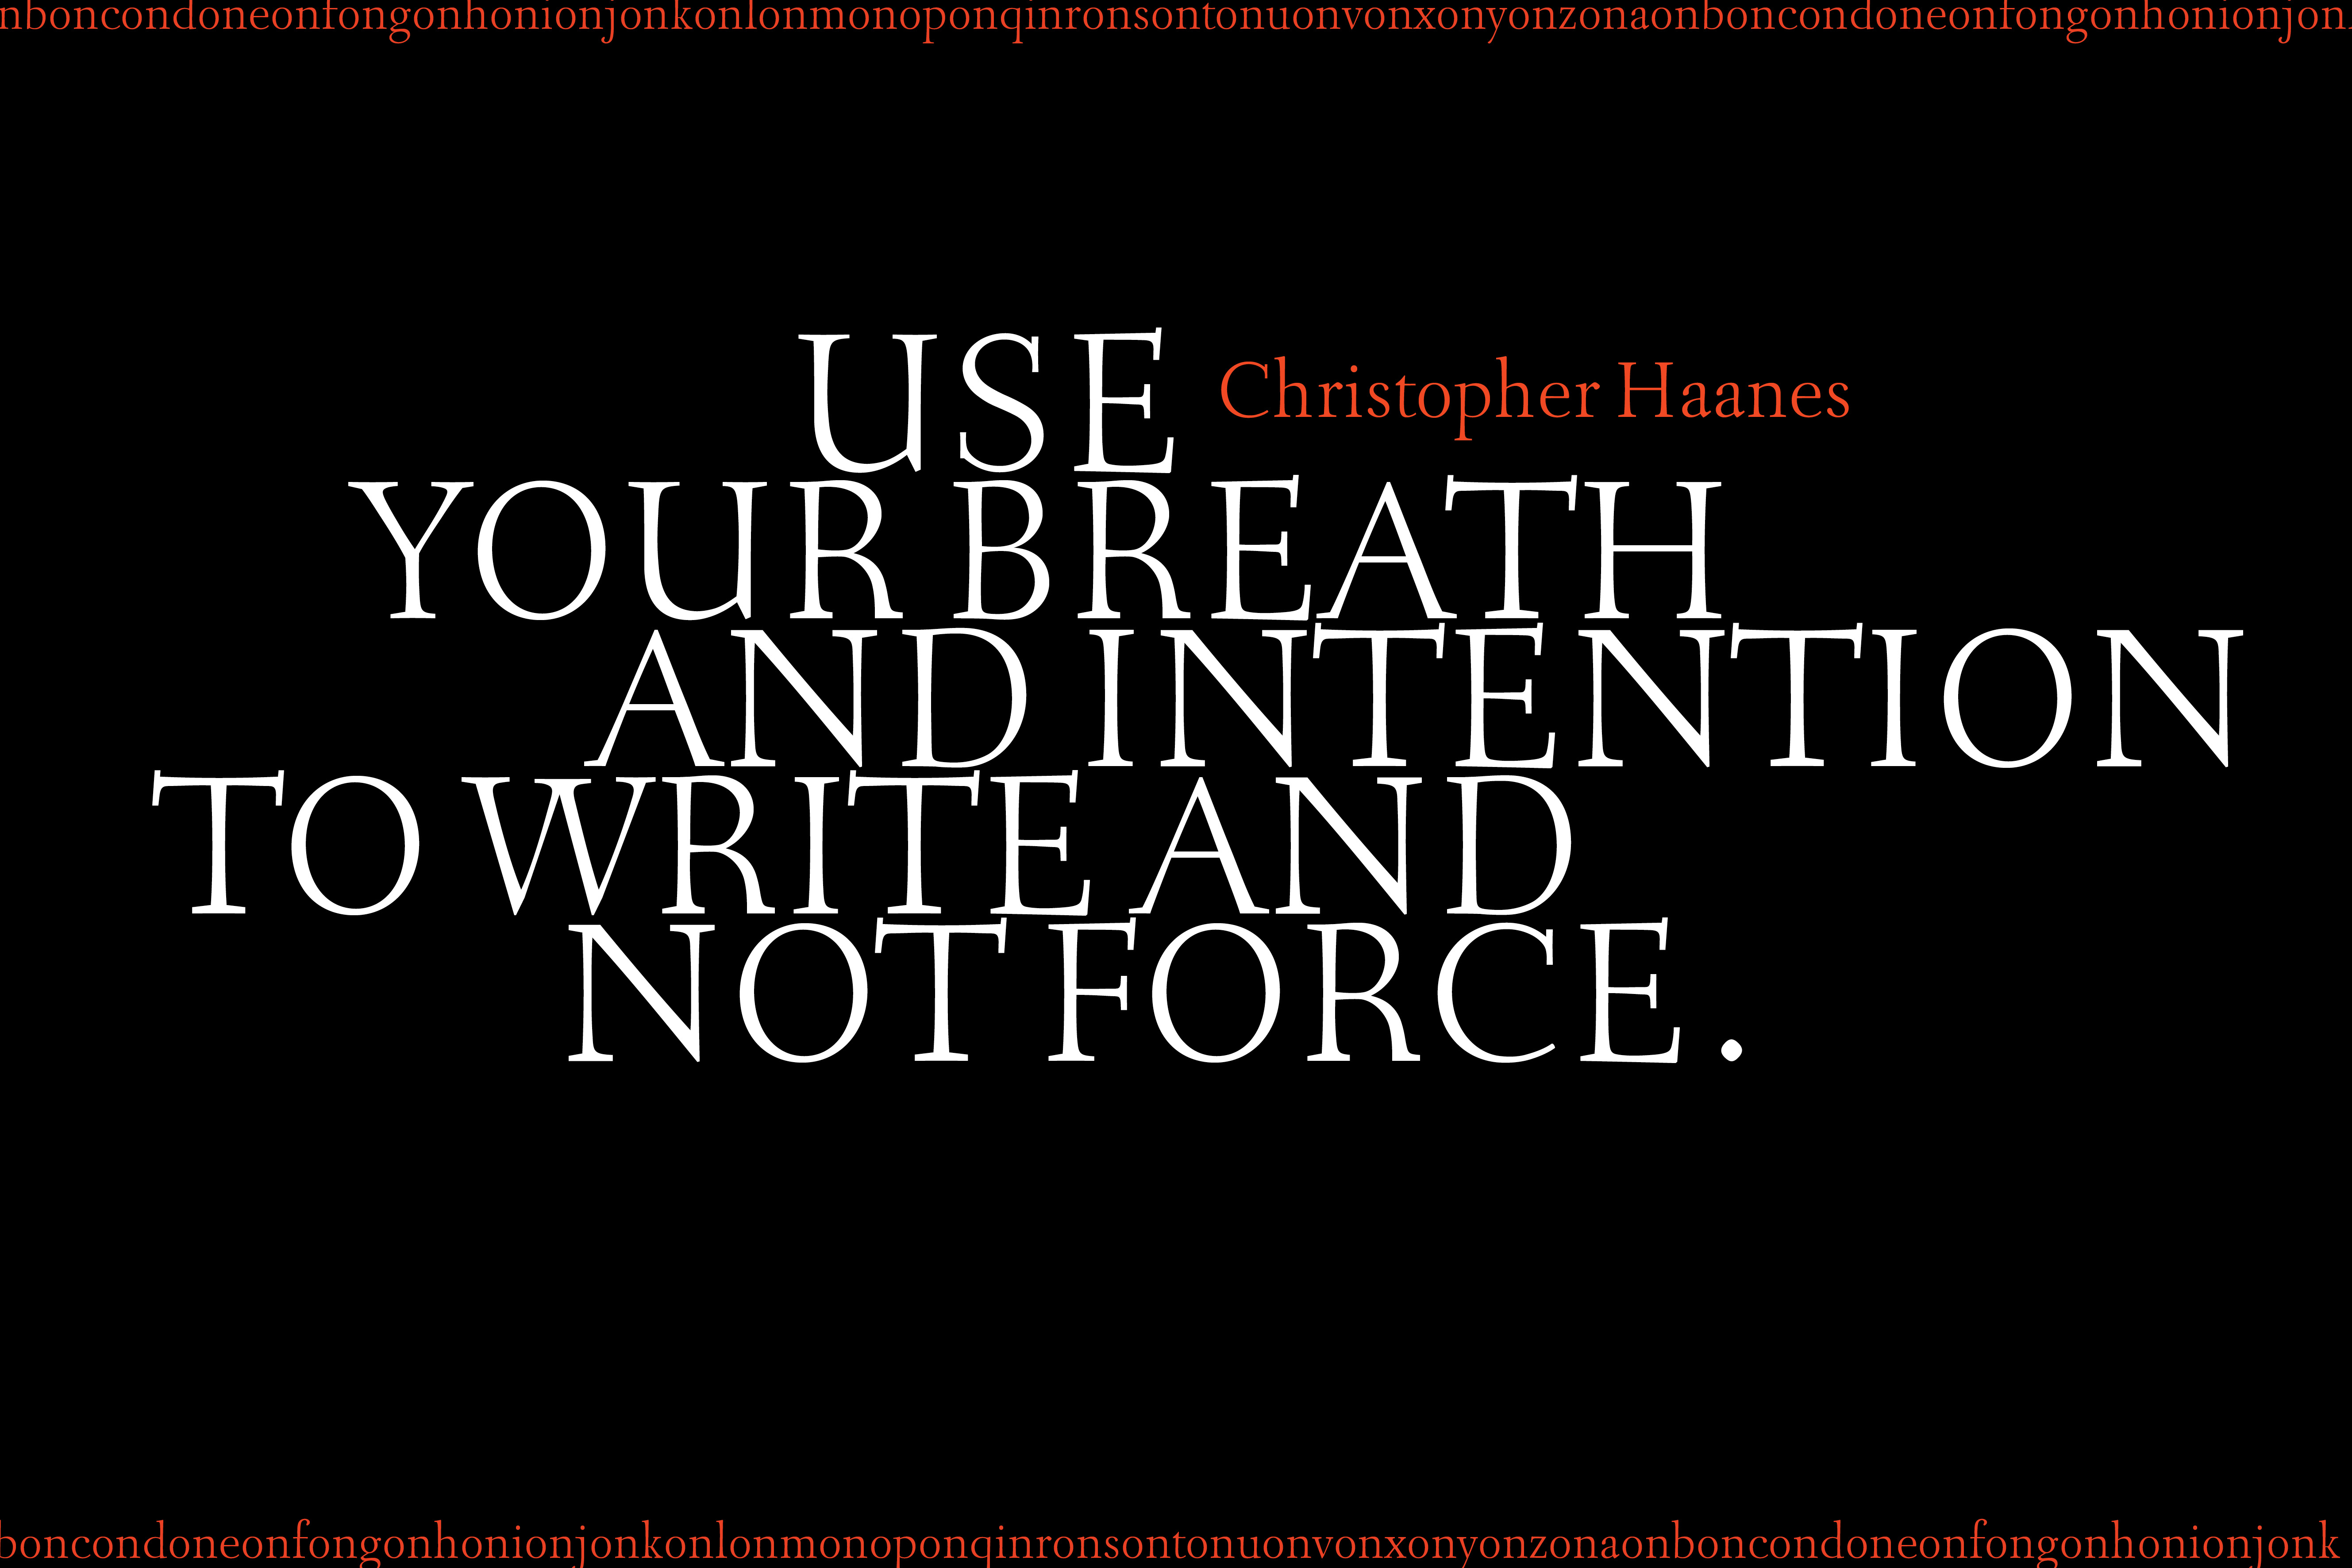 nboncondoneonfongonhonionjonkonlonmonoponqinronsontonuonvonxonyonzonaonboncondoneonfongonhonionjon
USE Christopher Haanes
YOUR BREATH
AND INTENTION
TO WRITE AND
NOT FORCE.
boncondoneonfongonhonionjonkonlonmonoponqinronsontonuonvonxonyonzonaonboncondoneonfongonhonionjonk